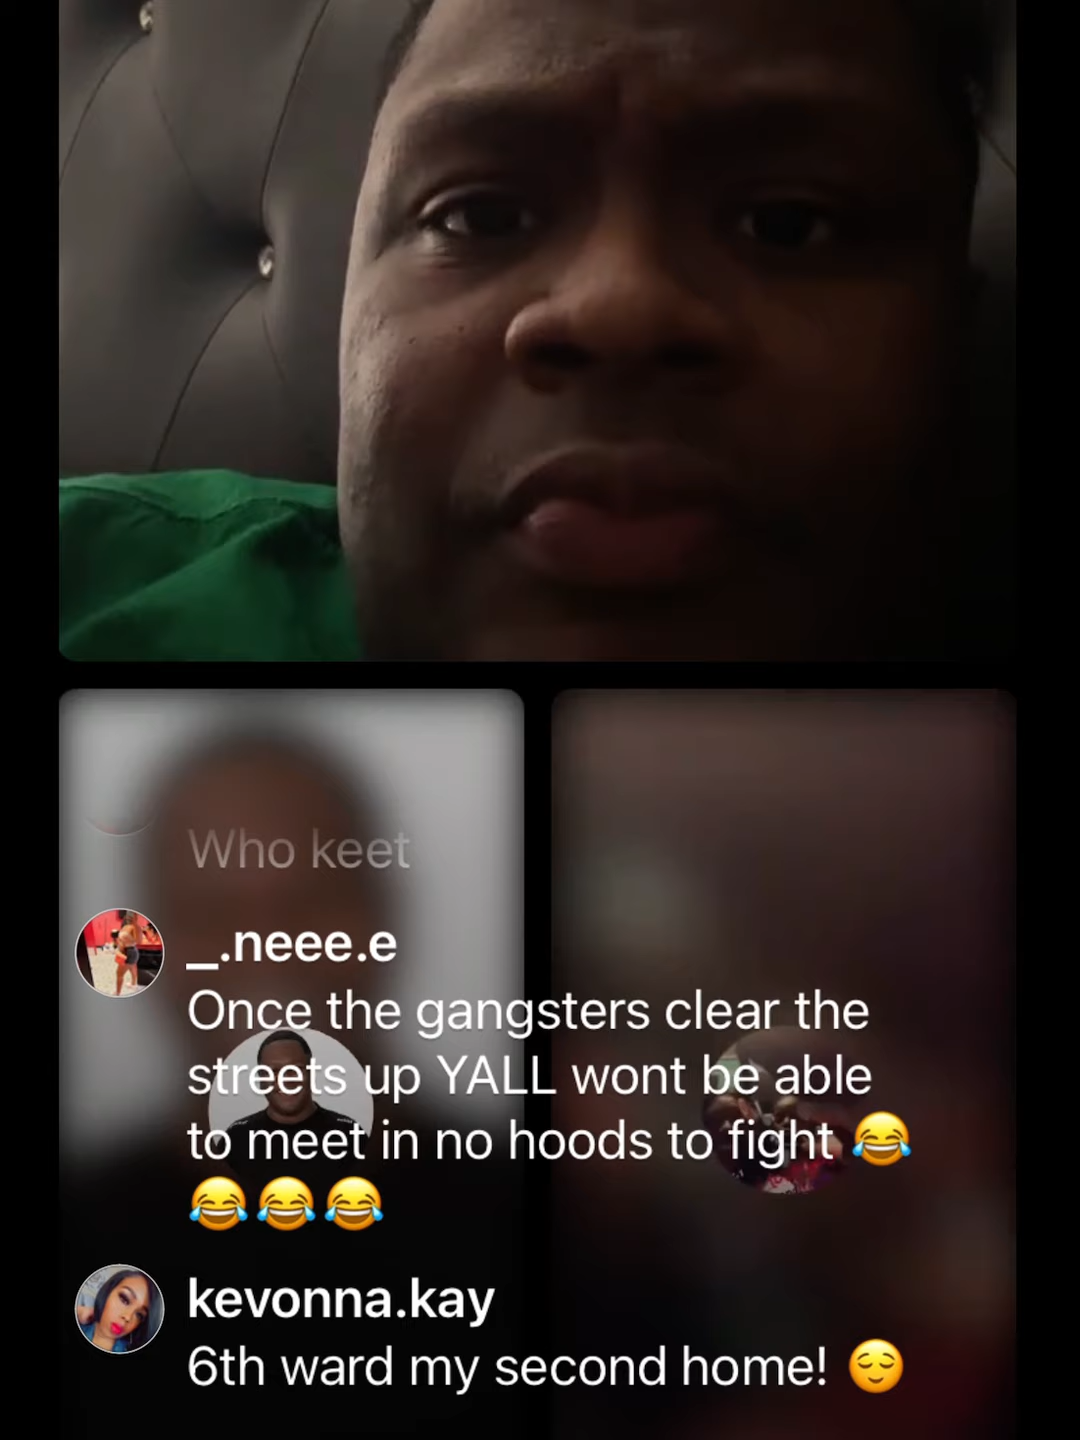 Who keet
_.neee.e
Once the gangsters clear the
streets up YALL wont be able
to meet in no hoods to fight 😂
😂😂😂
kevonna.kay
6th ward my second home! 😌